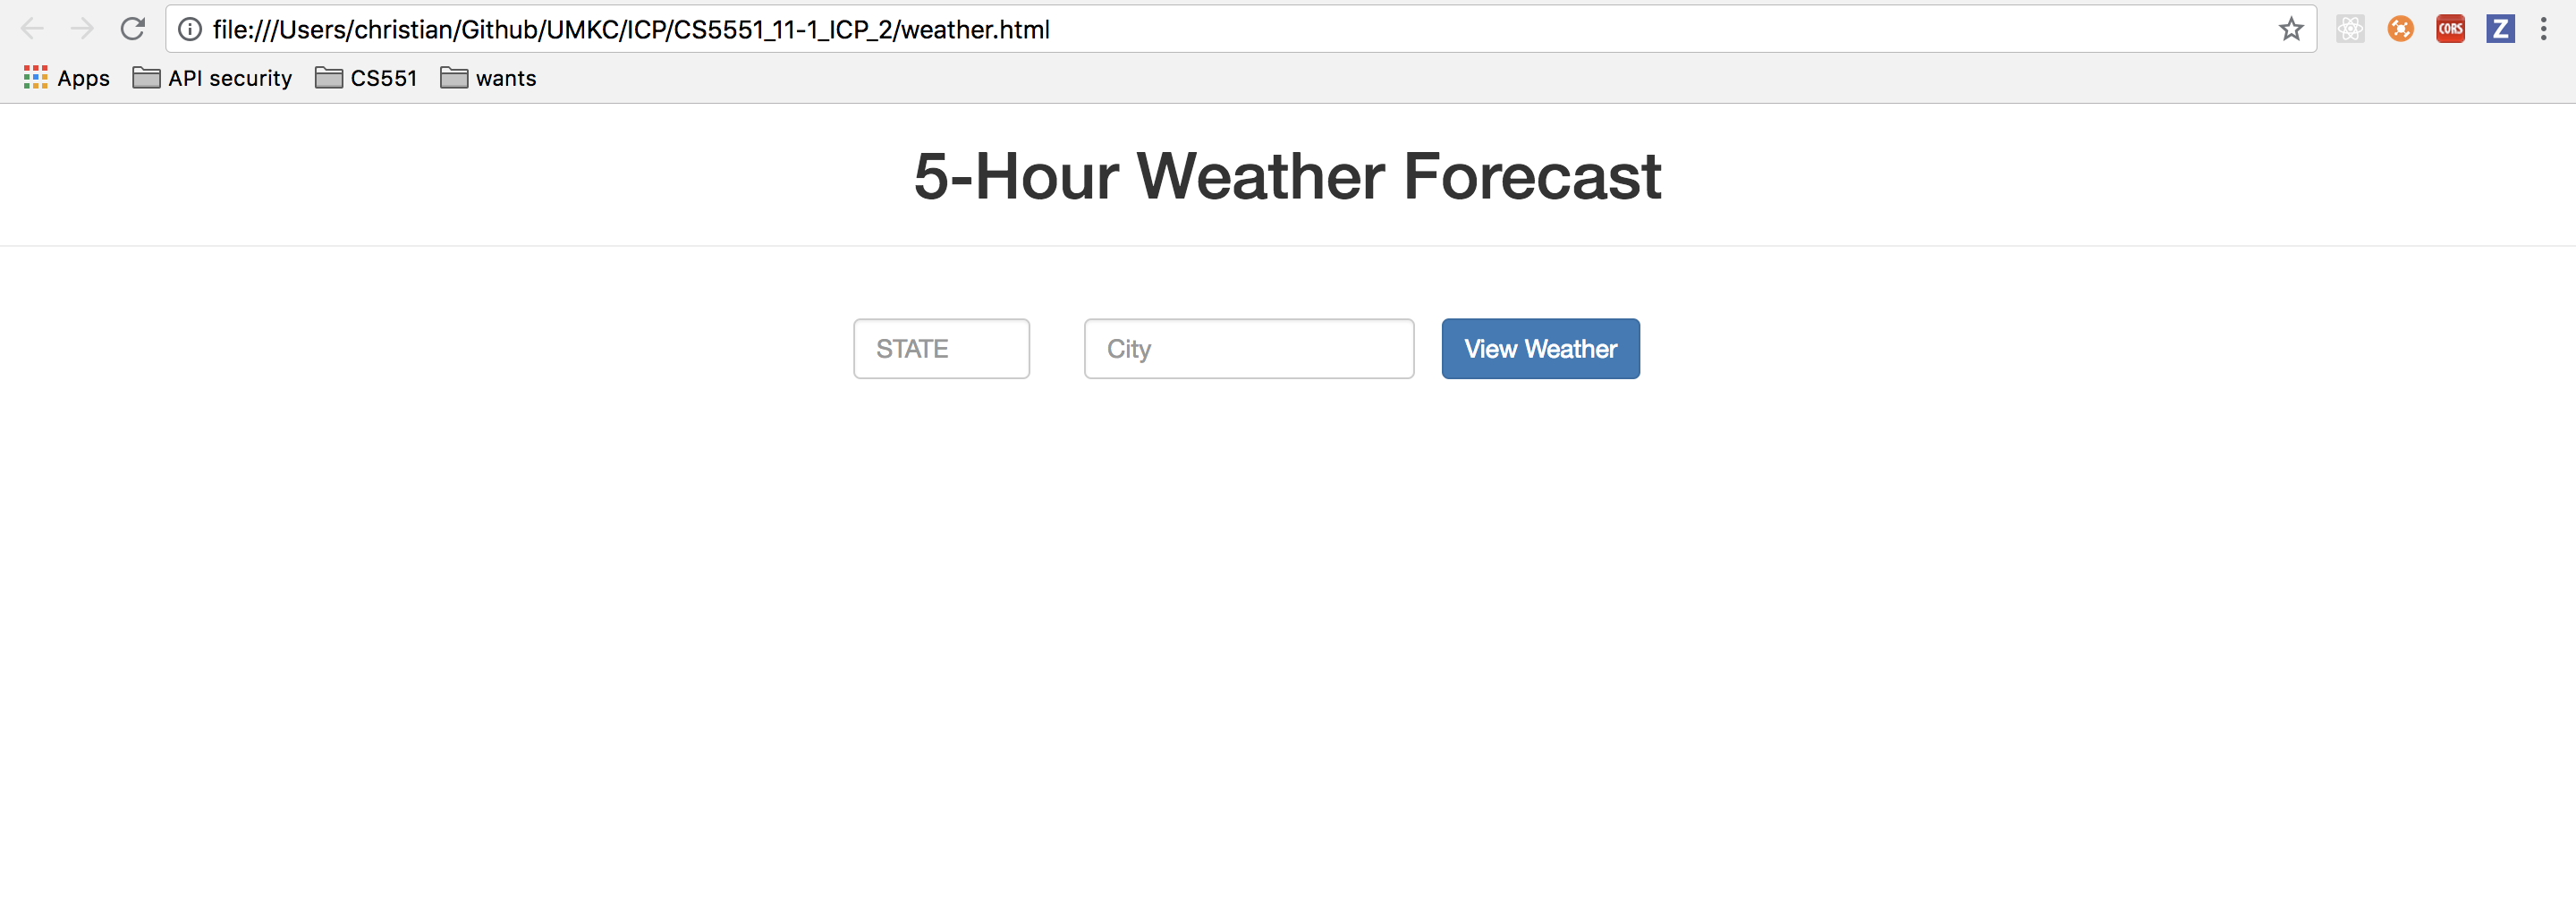 file:///Users/christian/Github/UMKC/ICP/CS5551_11-1_ICP_2/weather.html
CORS
Z
Apps API security CS551 wants
5-Hour Weather Forecast
STATE City View Weather